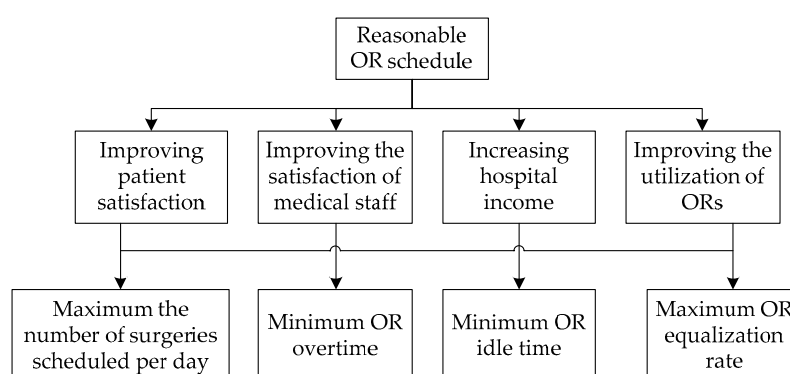 Reasonable
OR schedule
Improving
patient
satisfaction
Improving the
satisfaction of
medical staff
Increasing
hospital
income
Improving the
utilization of
ORs
Maximum the
number of surgeries
scheduled per day
Minimum OR
overtime
Minimum OR
idle time
Maximum OR
equalization
rate